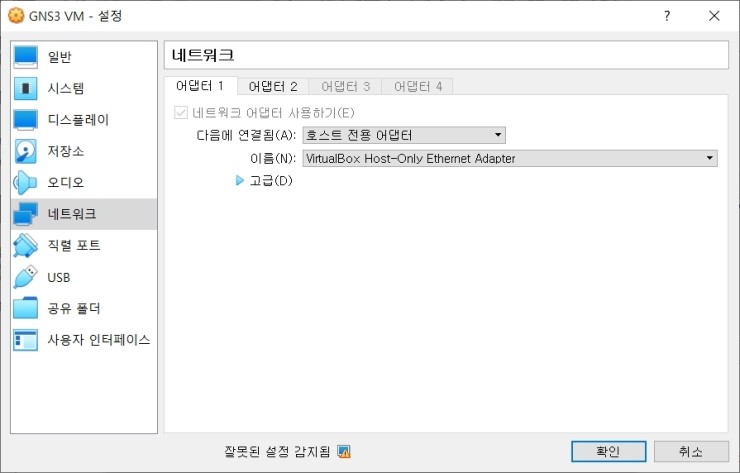 GNS3 VM - 설정
일반
시스템
디스플레이
저장소
오디오
네트워크
직렬 포트
USB
공유 폴더
사용자 인터페이스
네트워크
어댑터 1 어댑터 2 어댑터 3 어댑터 4
네트워크 어댑터 사용하기(E)
다음에 연결됨(A): 호스트 전용 어댑터
이름(N): VirtualBox Host-Only Ethernet Adapter
고급(D)
잘못된 설정 감지됨
확인 취소